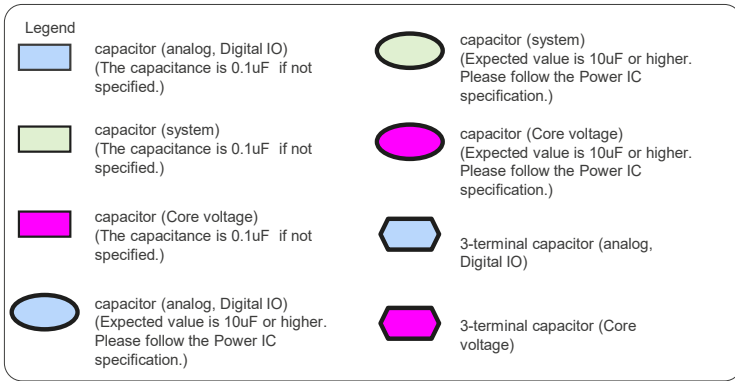 Legend
capacitor (analog, Digital IO)
(The capacitance is 0.1uF if not
specified.)
capacitor (system)
(The capacitance is 0.1uF if not
specified.)
capacitor (Core voltage)
(The capacitance is 0.1uF if not
specified.)
capacitor (analog, Digital IO)
(Expected value is 10uF or higher.
Please follow the Power IC
specification.)
capacitor (system)
(Expected value is 10uF or higher.
Please follow the Power IC
specification.)
capacitor (Core voltage)
(Expected value is 10uF or higher.
Please follow the Power IC
specification.)
3-terminal capacitor (analog,
Digital IO)
3-terminal capacitor (Core
voltage)